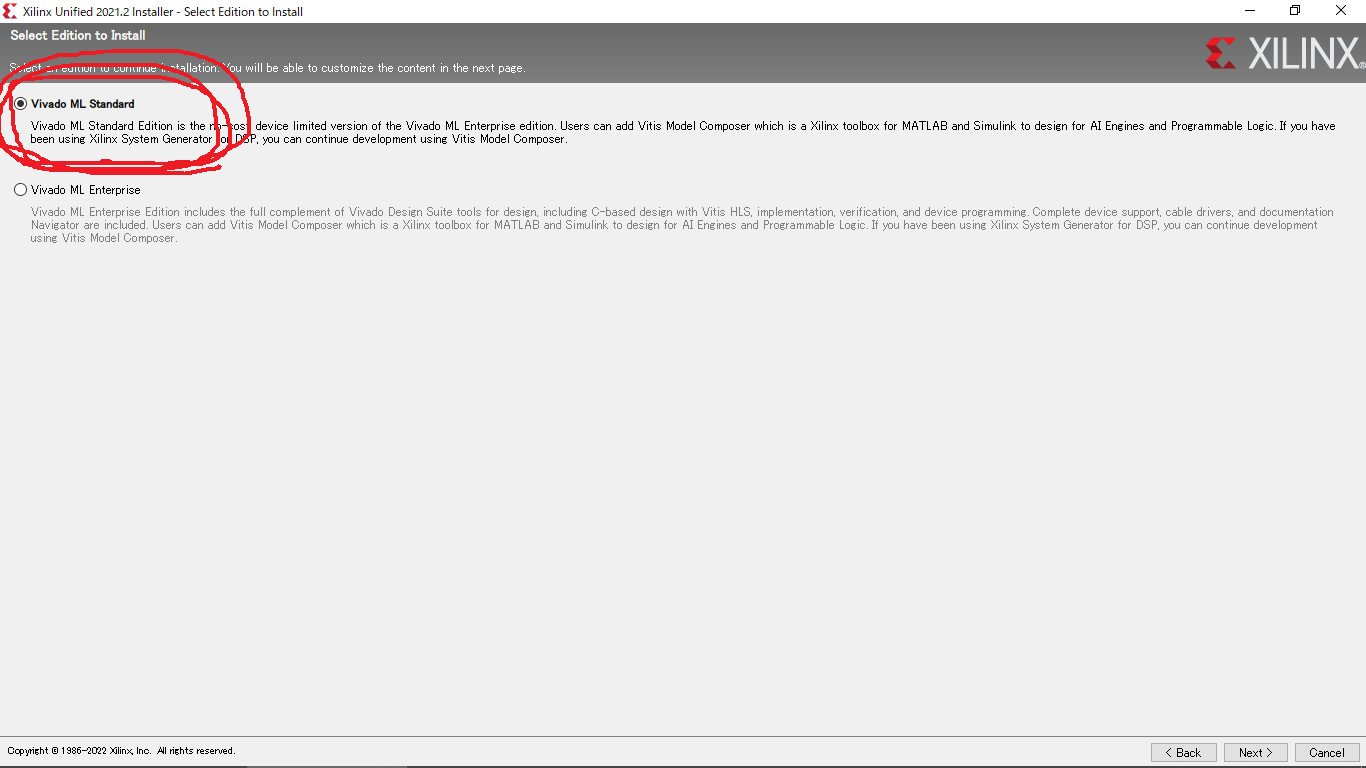 Xilinx Unified 2021.2 Installer - Select Edition to Install
Select Edition to Install
XILINX®
Select an edition to continue installation. You will be able to customize the content in the next page.
Vivado ML Standard
Vivado ML Standard Edition is the no-cost, device limited version of the Vivado ML Enterprise edition. Users can add Vitis Model Composer which is a Xilinx toolbox for MATLAB and Simulink to design for AI Engines and Programmable Logic. If you have
been using Xilinx System Generator for DSP, you can continue development using Vitis Model Composer.
Vivado ML Enterprise
Vivado ML Enterprise Edition includes the full complement of Vivado Design Suite tools for design, including C-based design with Vitis HLS, implementation, verification, and device programming. Complete device support, cable drivers, and documentation
Navigator are included. Users can add Vitis Model Composer which is a Xilinx toolbox for MATLAB and Simulink to design for AI Engines and Programmable Logic. If you have been using Xilinx System Generator for DSP, you can continue development
using Vitis Model Composer.
Copyright © 1986-2022 Xilinx, Inc. All rights reserved.
< Back
Next >
Cancel